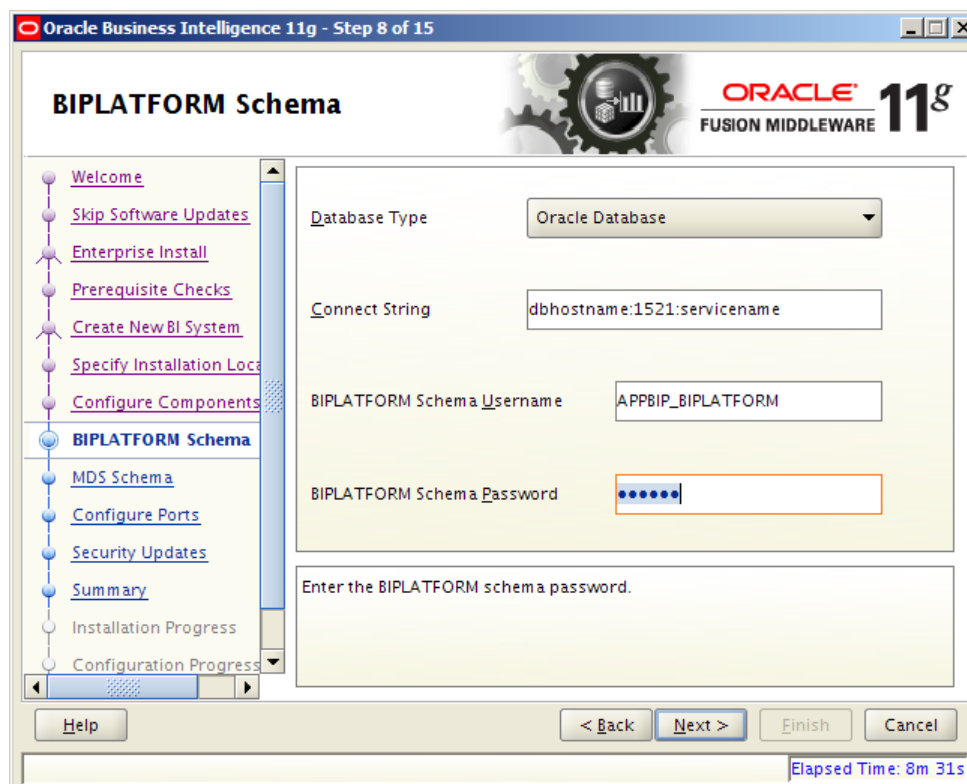 Oracle Business Intelligence 11g - Step 8 of 15
BIPLATFORM Schema
ORACLE
FUSION MIDDLEWARE 11g
Welcome
Skip Software Updates
Enterprise Install
Prerequisite Checks
Create New BI System
Specify Installation Loca
Configure Components
BIPLATFORM Schema
MDS Schema
Configure Ports
Security Updates
Summary
Installation Progress
Configuration Progress
Database Type Oracle Database
Connect String dbhostname:1521:servicename
BIPLATFORM Schema Username APPBIP_BIPLATFORM
BIPLATFORM Schema Password ••••••
Enter the BIPLATFORM schema password.
Help < Back Next > Finish Cancel
Elapsed Time: 8m 31s